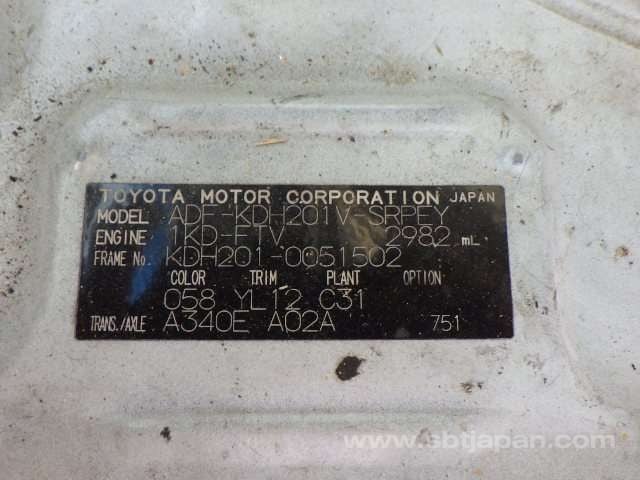 TOYOTA MOTOR CORPORATION JAPAN
MODEL ADF-KDH201V-SRPEY
ENGINE 1KD-FTV 2982 mL
FRAME No. KDH201-0051502
COLOR TRIM PLANT OPTION
058 YL12 C31
TRANS./AXLE A340E A02A 751
www.sbtjapan.com